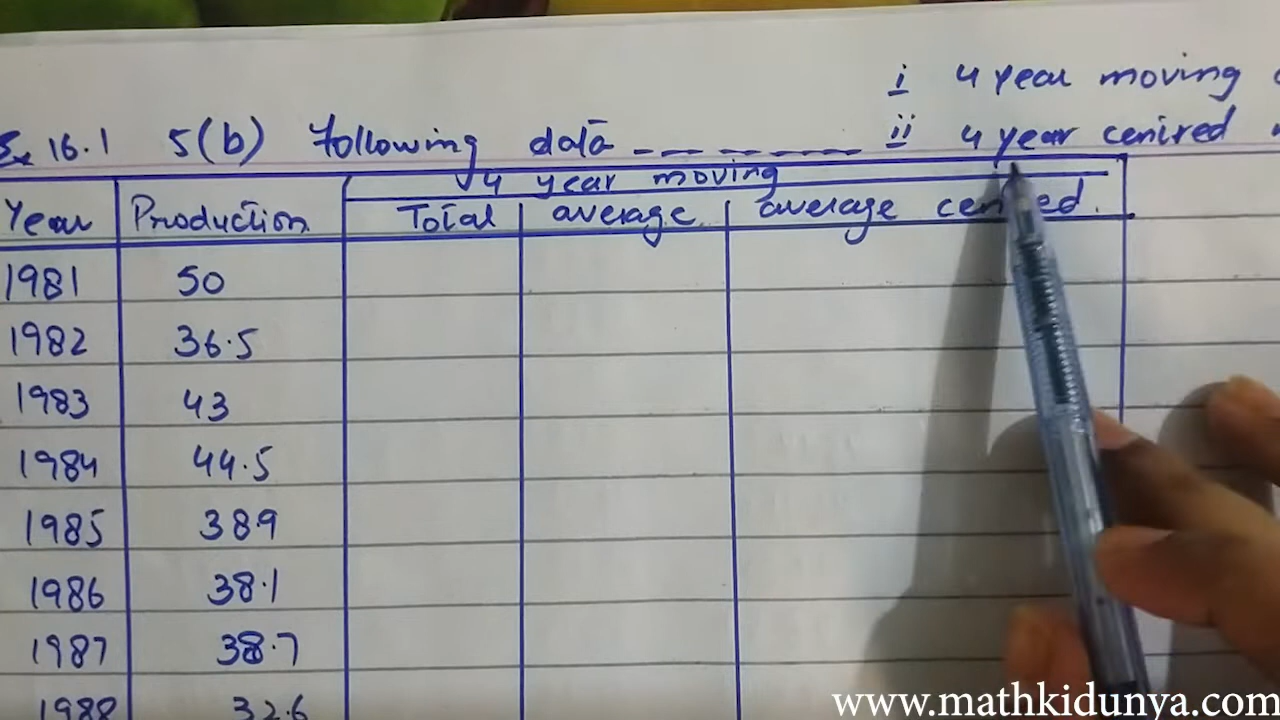 i 4 year moving
Ex 16.1 5(b) Following data -------- ii 4 year centred
4 year moving
Year Production Total average average centred.
1981 50
1982 36.5
1983 43
1984 44.5
1985 389
1986 38.1
1987 38.7
1988 32.6
www.mathkidunya.com